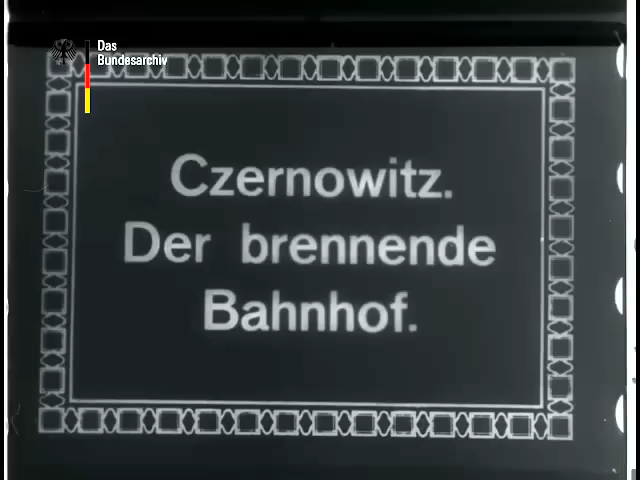 Das
Bundesarchiv
Czernowitz.
Der brennende
Bahnhof.